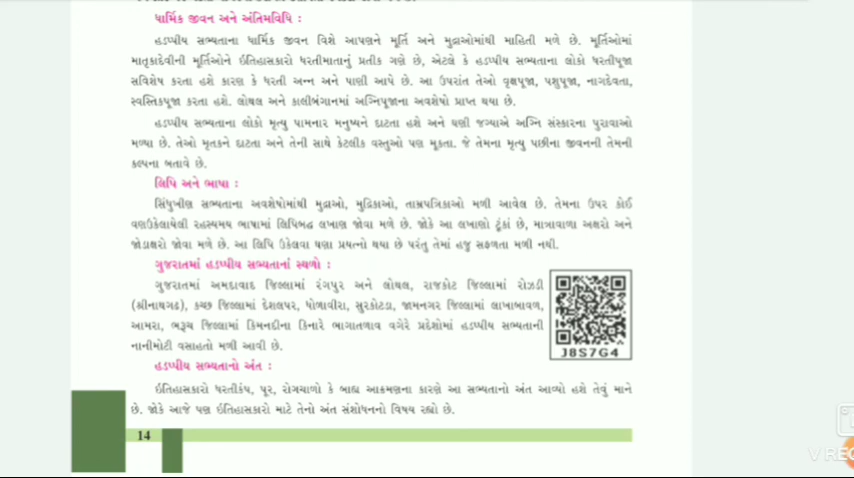 ધાર્મિક જીવન અને અંતિમવિધિ :
હડપ્પીય સભ્યતાના ધાર્મિક જીવન વિશે આપણને મૂર્તિ અને મુદ્રાઓમાંથી માહિતી મળે છે. મૂર્તિઓમાં
માતૃકાદેવીની મૂર્તિઓને ઇતિહાસકારો ધરતીમાતાનું પ્રતીક ગણે છે, એટલે કે હડપ્પીય સભ્યતાના લોકો ધરતીપૂજા
સવિશેષ કરતા હશે કારણ કે ધરતી અન્ન અને પાણી આપે છે. આ ઉપરાંત તેઓ વૃક્ષપૂજા, પશુપૂજા, નાગદેવતા,
સ્વસ્તિકપૂજા કરતા હશે. લોથલ અને કાલીબંગાનમાં અગ્નિપૂજાના અવશેષો પ્રાપ્ત થયા છે.
હડપ્પીય સભ્યતાના લોકો મૃત્યુ પામનાર મનુષ્યને દાટતા હશે અને ઘણી જગ્યાએ અગ્નિ સંસ્કારના પુરાવાઓ
મળ્યા છે. તેઓ મૃતકને દાટતા અને તેની સાથે કેટલીક વસ્તુઓ પણ મૂકતા. જે તેમના મૃત્યુ પછીના જીવનની તેમની
કલ્પના બતાવે છે.
લિપિ અને ભાષા :
સિંધુખીણ સભ્યતાના અવશેષોમાંથી મુદ્રાઓ, મુદ્રિકાઓ, તામ્રપત્રિકાઓ મળી આવેલ છે. તેમના ઉપર કોઈ
વણઉકેલાયેલી રહસ્યમય ભાષામાં લિપિબદ્ધ લખાણ જોવા મળે છે. જોકે આ લખાણો ટૂંકાં છે, માત્રાવાળા અક્ષરો અને
જોડાક્ષરો જોવા મળે છે. આ લિપિ ઉકેલવા ઘણા પ્રયત્નો થયા છે પરંતુ તેમાં હજુ સફળતા મળી નથી.
ગુજરાતમાં હડપ્પીય સભ્યતાનાં સ્થળો :
ગુજરાતમાં અમદાવાદ જિલ્લામાં રંગપુર અને લોથલ, રાજકોટ જિલ્લામાં રોઝડી
(શ્રીનાથગઢ), કચ્છ જિલ્લામાં દેશલપર, ધોળાવીરા, સુરકોટડા, જામનગર જિલ્લામાં લાખાબાવળ,
આમરા, ભરૂચ જિલ્લામાં કિમનદીના કિનારે ભાગાતળાવ વગેરે પ્રદેશોમાં હડપ્પીય સભ્યતાની
નાનીમોટી વસાહતો મળી આવી છે.
J8S7G4
હડપ્પીય સભ્યતાનો અંત :
ઇતિહાસકારો ધરતીકંપ, પૂર, રોગચાળો કે બાહ્ય આક્રમણના કારણે આ સભ્યતાનો અંત આવ્યો હશે તેવું માને
છે. જોકે આજે પણ ઇતિહાસકારો માટે તેનો અંત સંશોધનનો વિષય રહ્યો છે.
14